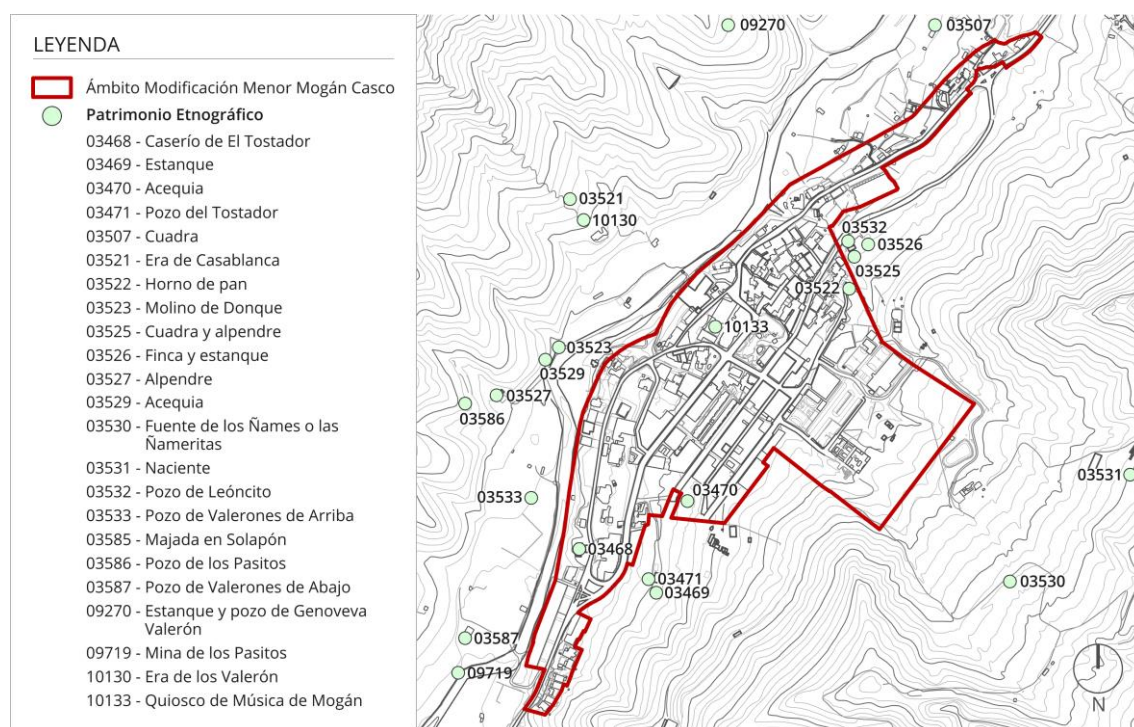 LEYENDA
Ámbito Modificación Menor Mogán Casco
Patrimonio Etnográfico
03468 - Caserío de El Tostador
03469 - Estanque
03470 - Acequia
03471 - Pozo del Tostador
03507 - Cuadra
03521 - Era de Casablanca
03522 - Horno de pan
03523 - Molino de Donque
03525 - Cuadra y alpendre
03526 - Finca y estanque
03527 - Alpendre
03529 - Acequia
03530 - Fuente de los Ñames o las
Ñameritas
03531 - Naciente
03532 - Pozo de Leóncito
03533 - Pozo de Valerones de Arriba
03585 - Majada en Solapón
03586 - Pozo de los Pasitos
03587 - Pozo de Valerones de Abajo
09270 - Estanque y pozo de Genoveva
Valerón
09719 - Mina de los Pasitos
10130 - Era de los Valerón
10133 - Quiosco de Música de Mogán
09270
03507
03521
10130
03532
03526
03525
03522
10133
03523
03529
03527
03586
03531
03533
03470
03468
03471
03469
03530
03587
09719
N